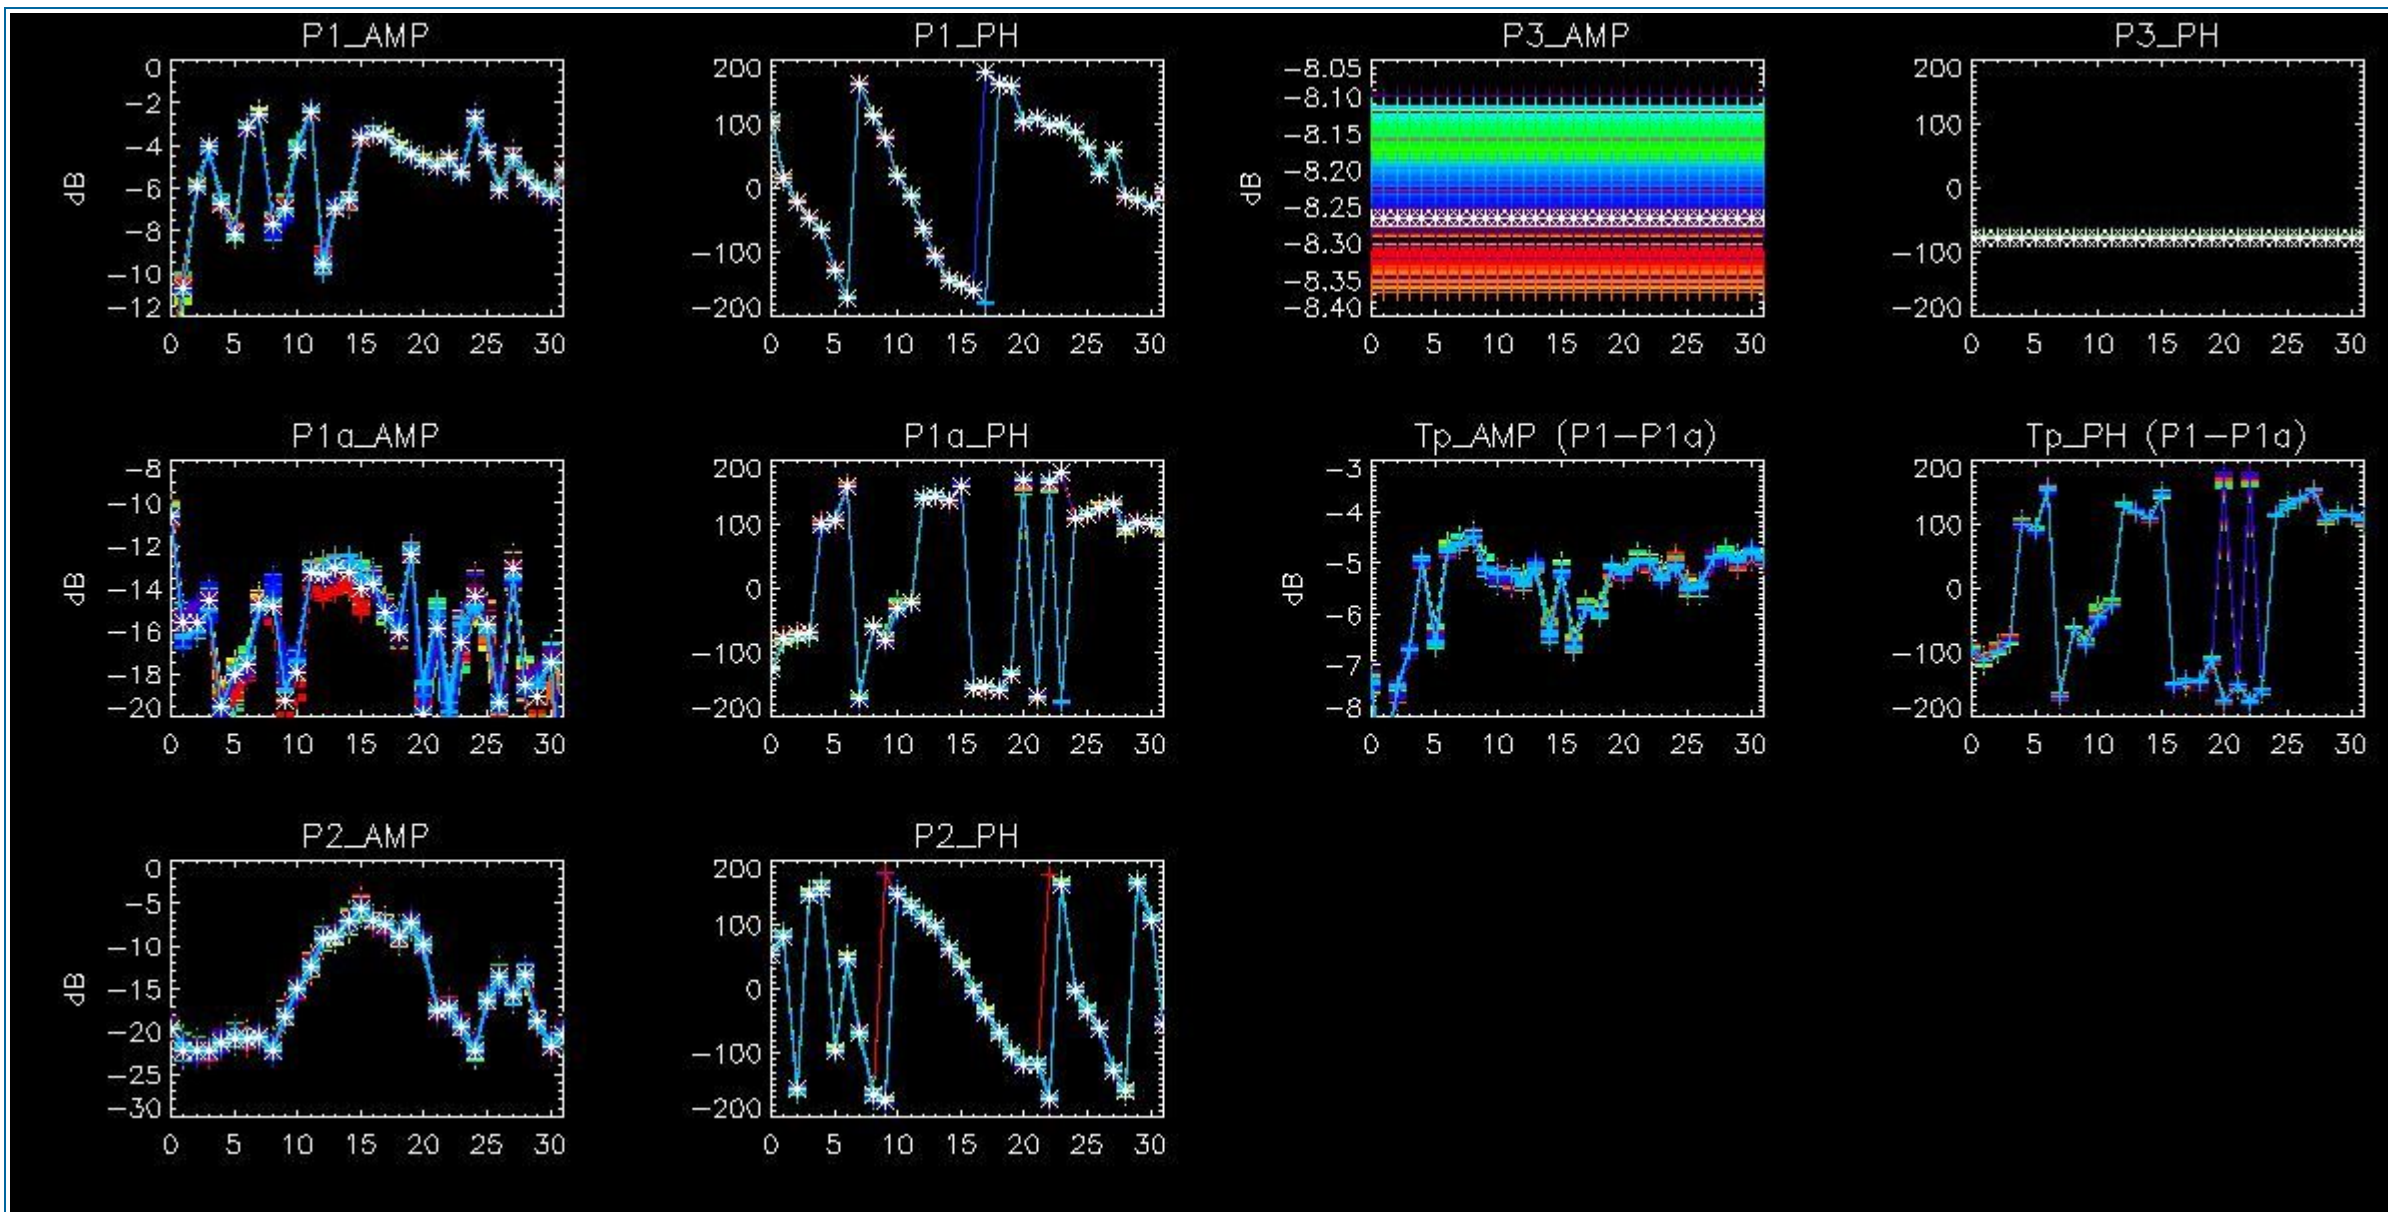 P1_AMP
P1_PH
P3_AMP
P3_PH
0
−2
−4
−6
−8
−10
−12
dB
0 5 10 15 20 25 30
200
100
0
−100
−200
0 5 10 15 20 25 30
−8.05
−8.10
−8.15
−8.20
−8.25
−8.30
−8.35
−8.40
dB
0 5 10 15 20 25 30
200
100
0
−100
−200
0 5 10 15 20 25 30
P1a_AMP
P1a_PH
Tp_AMP (P1−P1a)
Tp_PH (P1−P1a)
−8
−10
−12
−14
−16
−18
−20
dB
0 5 10 15 20 25 30
200
100
0
−100
−200
0 5 10 15 20 25 30
−3
−4
−5
−6
−7
−8
dB
0 5 10 15 20 25 30
200
100
0
−100
−200
0 5 10 15 20 25 30
P2_AMP
P2_PH
0
−5
−10
−15
−20
−25
−30
dB
0 5 10 15 20 25 30
200
100
0
−100
−200
0 5 10 15 20 25 30